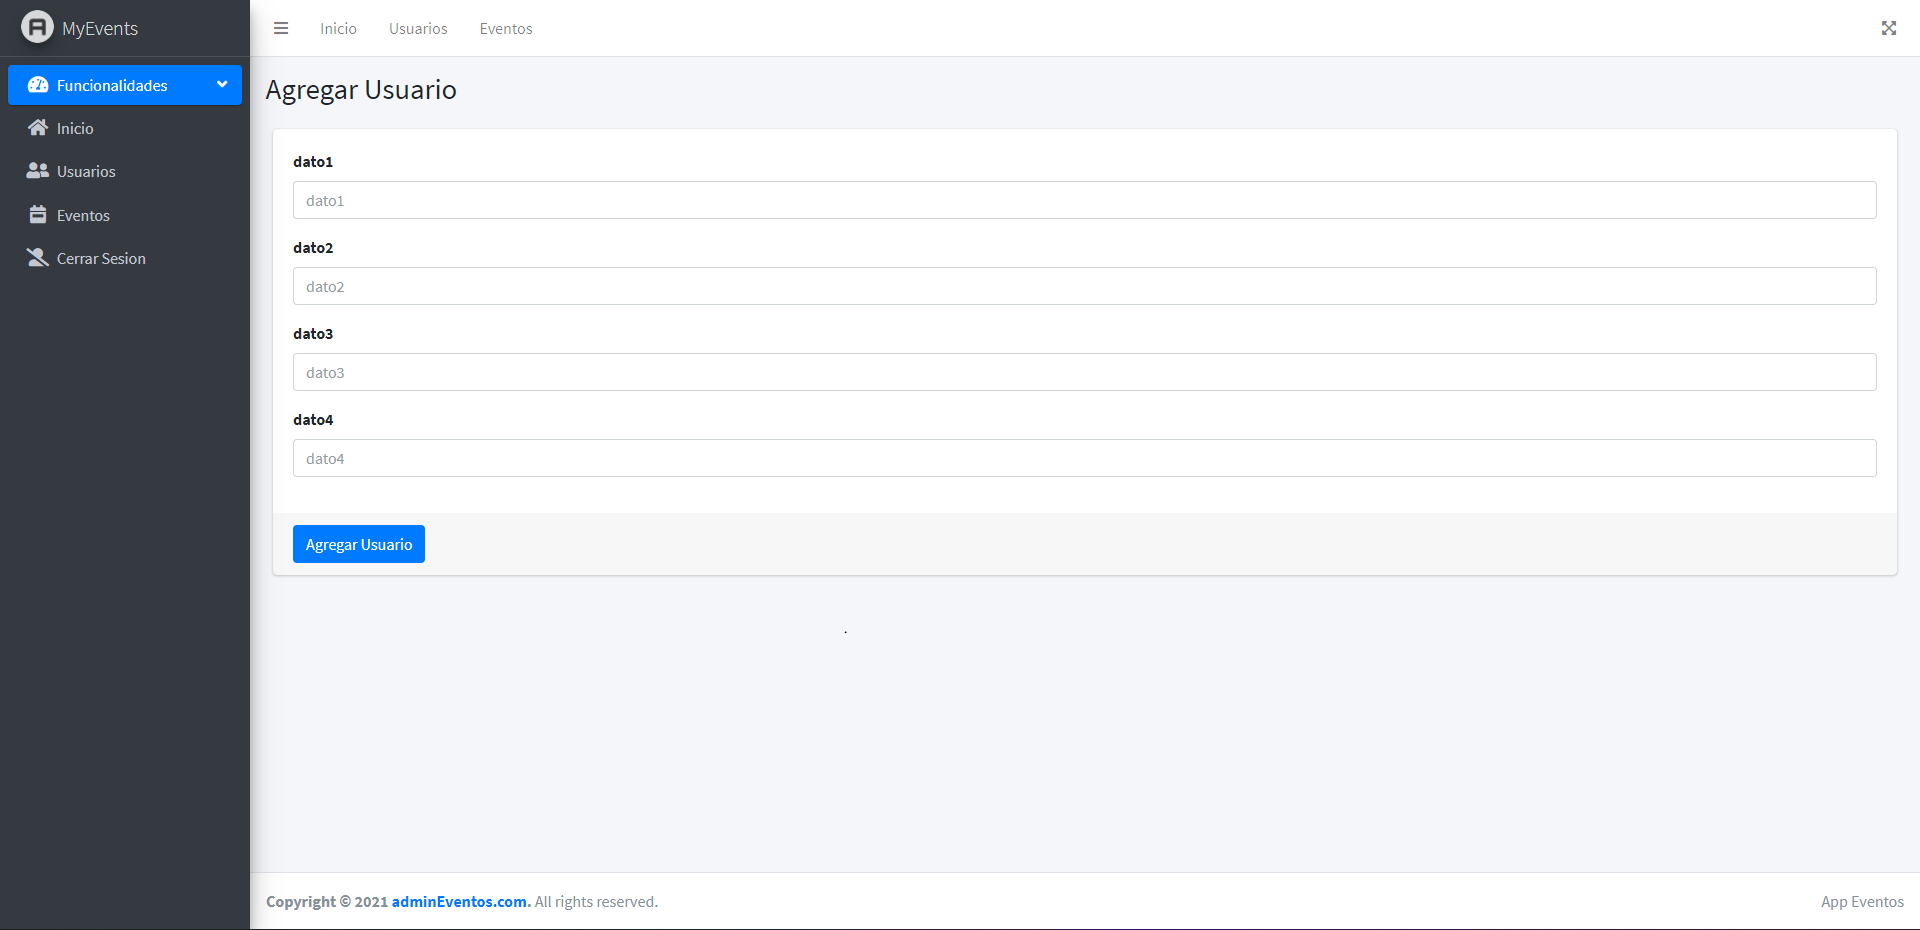 MyEvents
Funcionalidades
Inicio
Usuarios
Eventos
Cerrar Sesion
Inicio Usuarios Eventos
Agregar Usuario
dato1
dato1
dato2
dato2
dato3
dato3
dato4
dato4
Agregar Usuario
.
Copyright © 2021 adminEventos.com. All rights reserved.
App Eventos